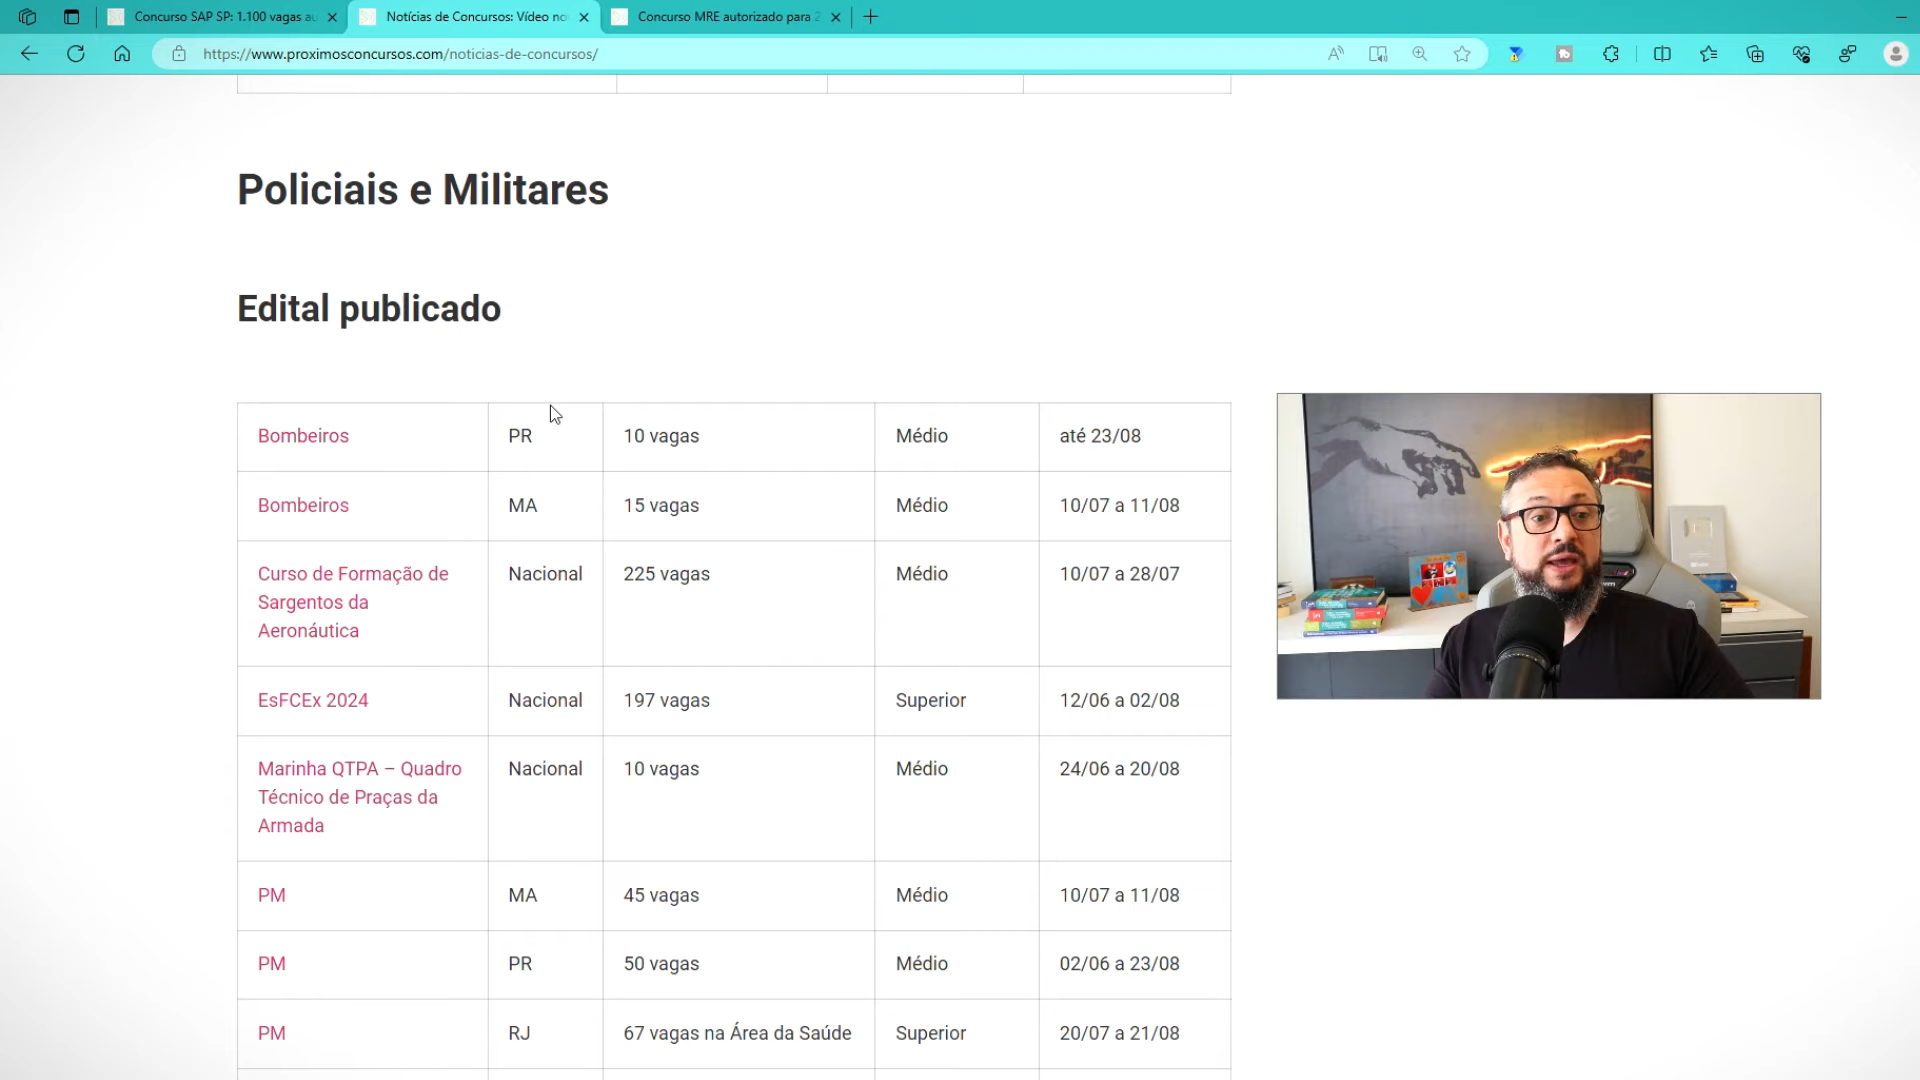 Concurso SAP SP: 1.100 vagas au
Notícias de Concursos: Vídeo no
Concurso MRE autorizado para 2
https://www.proximosconcursos.com/noticias-de-concursos/
Policiais e Militares
Edital publicado
Bombeiros PR 10 vagas Médio até 23/08
Bombeiros MA 15 vagas Médio 10/07 a 11/08
Curso de Formação de Nacional 225 vagas Médio 10/07 a 28/07
Sargentos da
Aeronáutica
EsFCEx 2024 Nacional 197 vagas Superior 12/06 a 02/08
Marinha QTPA – Quadro Nacional 10 vagas Médio 24/06 a 20/08
Técnico de Praças da
Armada
PM MA 45 vagas Médio 10/07 a 11/08
PM PR 50 vagas Médio 02/06 a 23/08
PM RJ 67 vagas na Área da Saúde Superior 20/07 a 21/08